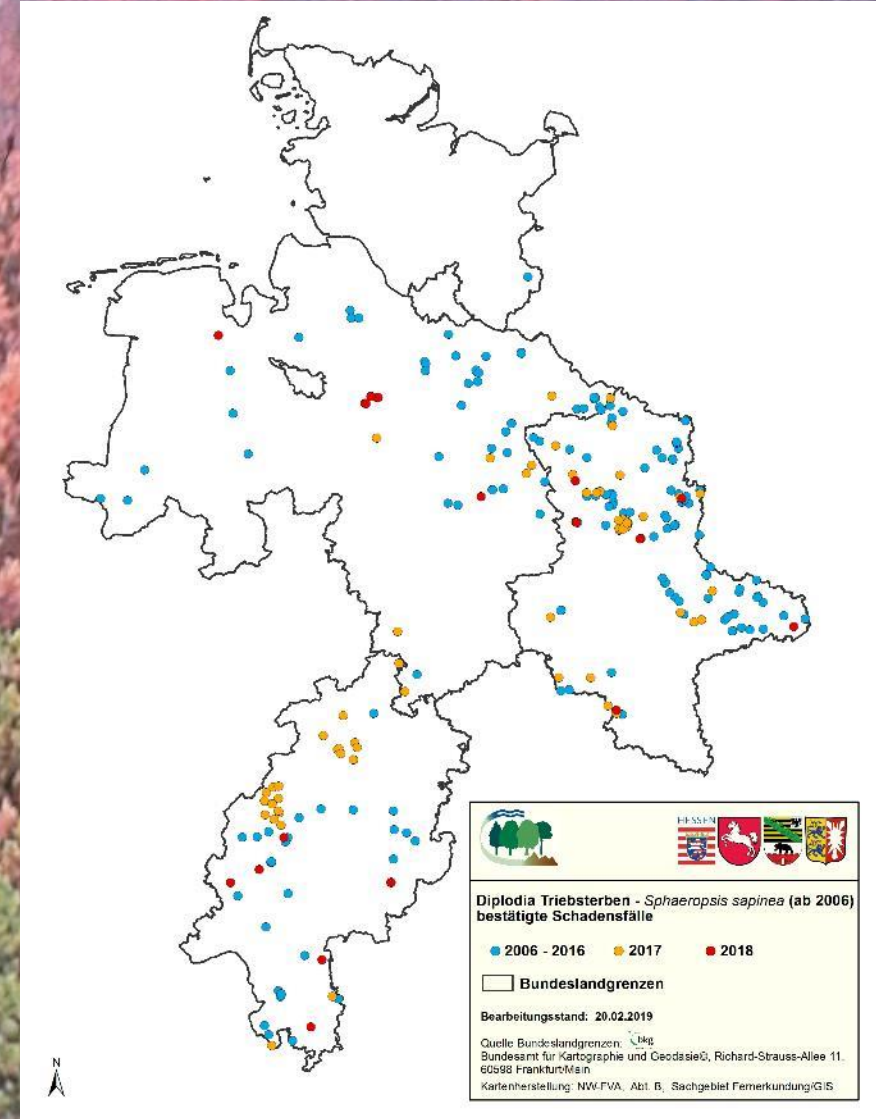 N
HESSEN
Diplodia Triebsterben - Sphaeropsis sapinea (ab 2006)
bestätigte Schadensfälle
2006 - 2016 2017 2018
Bundeslandgrenzen
Bearbeitungsstand: 20.02.2019
Quelle Bundeslandgrenzen: bkg
Bundesamt für Kartographie und Geodasie©, Richard-Strauss-Allee 11.
60598 Frankfurt/Main
Kartenherstellung: NW-FVA, Abt. B, Sachgebiet Fernerkundung/GIS